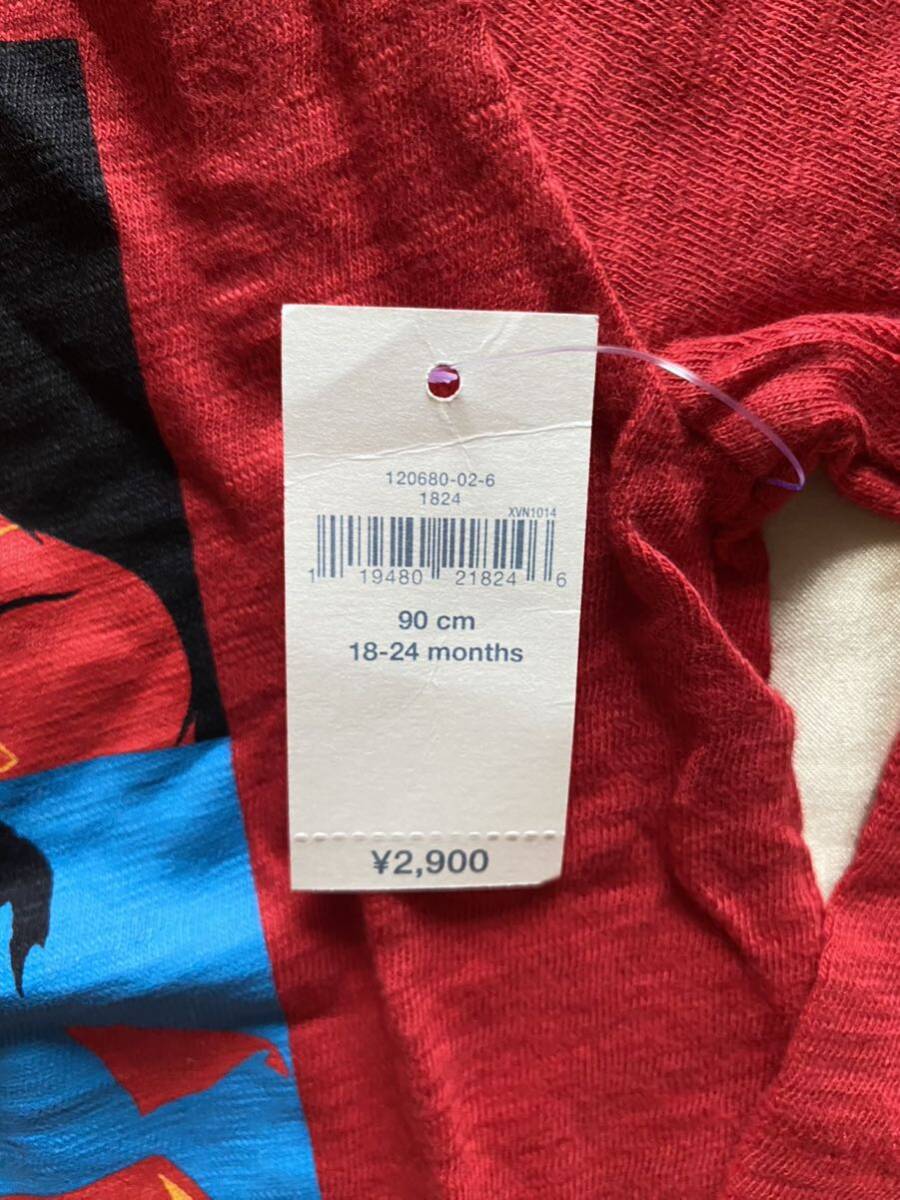 120680-02-6
1824
XVN1014
1 19480 21824 6
90 cm
18-24 months
¥2,900